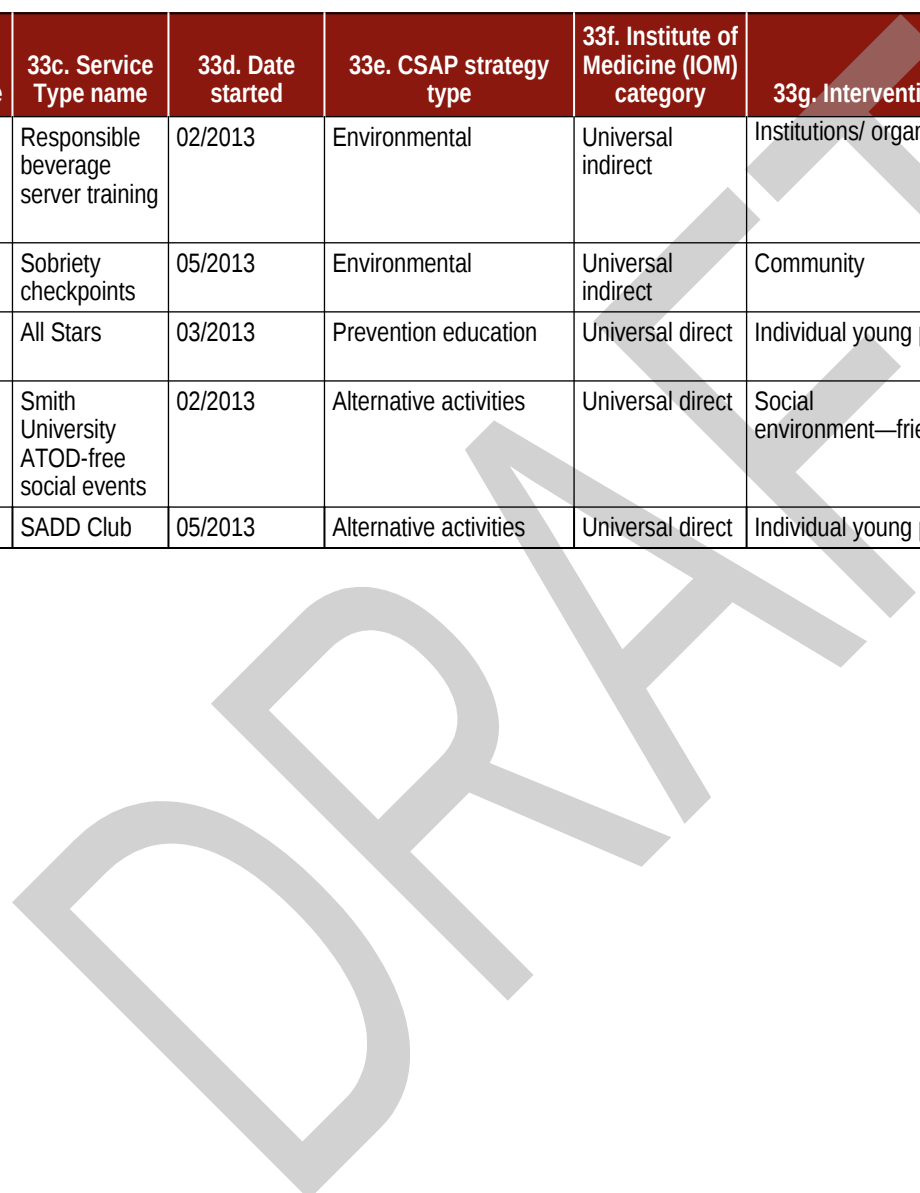 33c. Service Type name | 33d. Date started | 33e. CSAP strategy type | 33f. Institute of Medicine (IOM) category | 33g.
Responsible beverage server training | 02/2013 | Environmental | Universal indirect | Institutions/
Sobriety checkpoints | 05/2013 | Environmental | Universal indirect | Community
All Stars | 03/2013 | Prevention education | Universal direct | Individual young
Smith University ATOD-free social events | 02/2013 | Alternative activities | Universal direct | Social environment—
SADD Club | 05/2013 | Alternative activities | Universal direct | Individual young
DRAFT